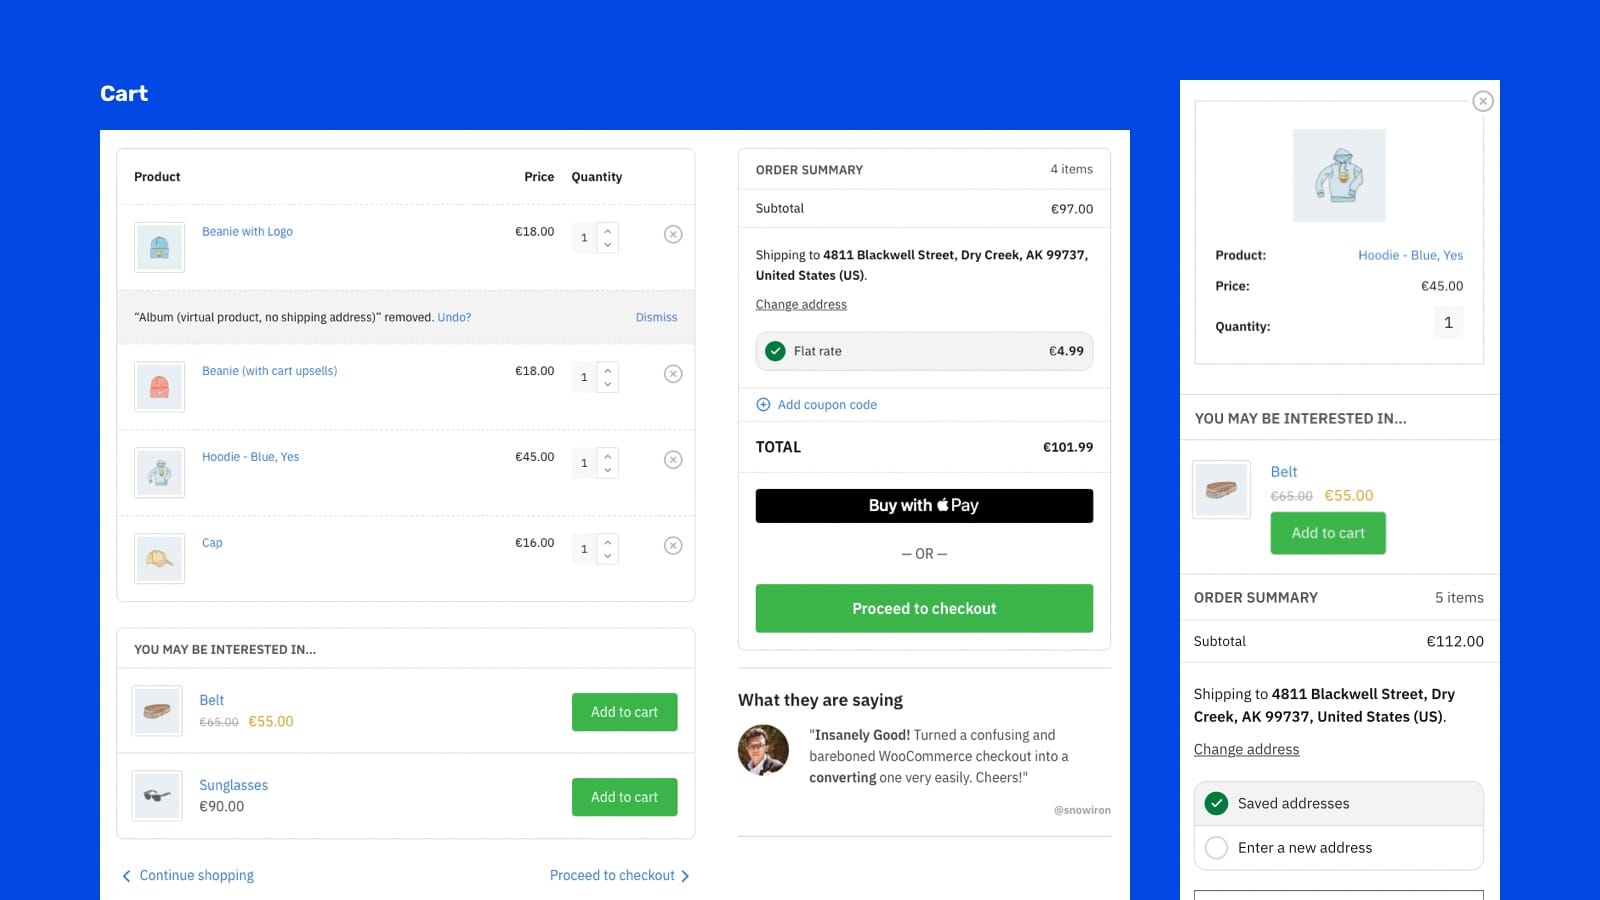 Cart
Product Price Quantity
Beanie with Logo €18.00 1
“Album (virtual product, no shipping address)” removed. Undo? Dismiss
Beanie (with cart upsells) €18.00 1
Hoodie - Blue, Yes €45.00 1
Cap €16.00 1
YOU MAY BE INTERESTED IN...
Belt
€65.00 €55.00
Add to cart
Sunglasses
€90.00
Add to cart
Continue shopping Proceed to checkout
ORDER SUMMARY 4 items
Subtotal €97.00
Shipping to 4811 Blackwell Street, Dry Creek, AK 99737,
United States (US).
Change address
Flat rate €4.99
Add coupon code
TOTAL €101.99
Buy with Pay
— OR —
Proceed to checkout
What they are saying
"Insanely Good! Turned a confusing and
bareboned WooCommerce checkout into a
converting one very easily. Cheers!"
@snowiron
Product: Hoodie - Blue, Yes
Price: €45.00
Quantity: 1
YOU MAY BE INTERESTED IN...
Belt
€65.00 €55.00
Add to cart
ORDER SUMMARY 5 items
Subtotal €112.00
Shipping to 4811 Blackwell Street, Dry
Creek, AK 99737, United States (US).
Change address
Saved addresses
Enter a new address